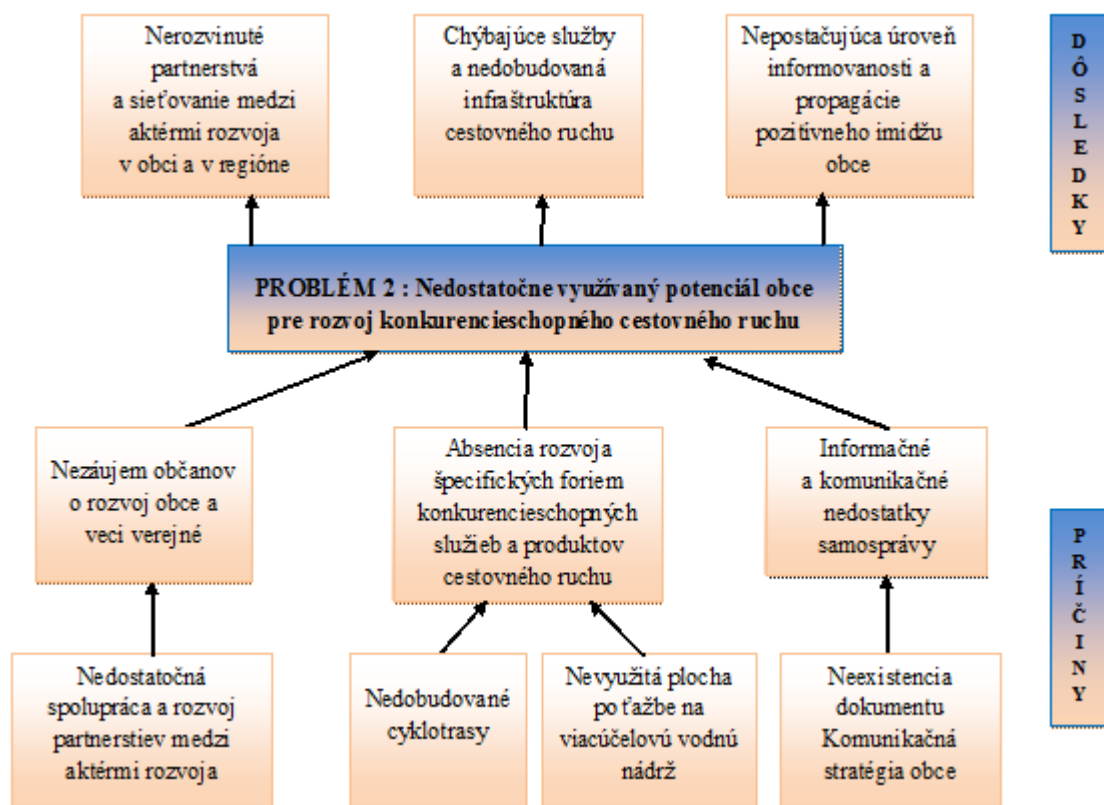 Nerozvinuté
partnerstvá
a sieťovanie medzi
aktérmi rozvoja
v obci a v regióne
Chýbajúce služby
a nedobudovaná
infraštruktúra
cestovného ruchu
Nepostačujúca úroveň
informovanosti a
propagácie
pozitívneho imidžu
obce
D
Ô
S
L
E
D
K
Y
PROBLÉM 2 : Nedostatočne využívaný potenciál obce
pre rozvoj konkurencieschopného cestovného ruchu
Nezáujem občanov
o rozvoj obce a
veci verejné
Absencia rozvoja
špecifických foriem
konkurencieschopných
služieb a produktov
cestovného ruchu
Informačné
a komunikačné
nedostatky
samosprávy
P
R
Í
Č
I
N
Y
Nedostatočná
spolupráca a rozvoj
partnerstiev medzi
aktérmi rozvoja
Nedobudované
cyklotrasy
Nevyužitá plocha
po ťažbe na
viacúčelovú vodnú
nádrž
Neexistencia
dokumentu
Komunikačná
stratégia obce